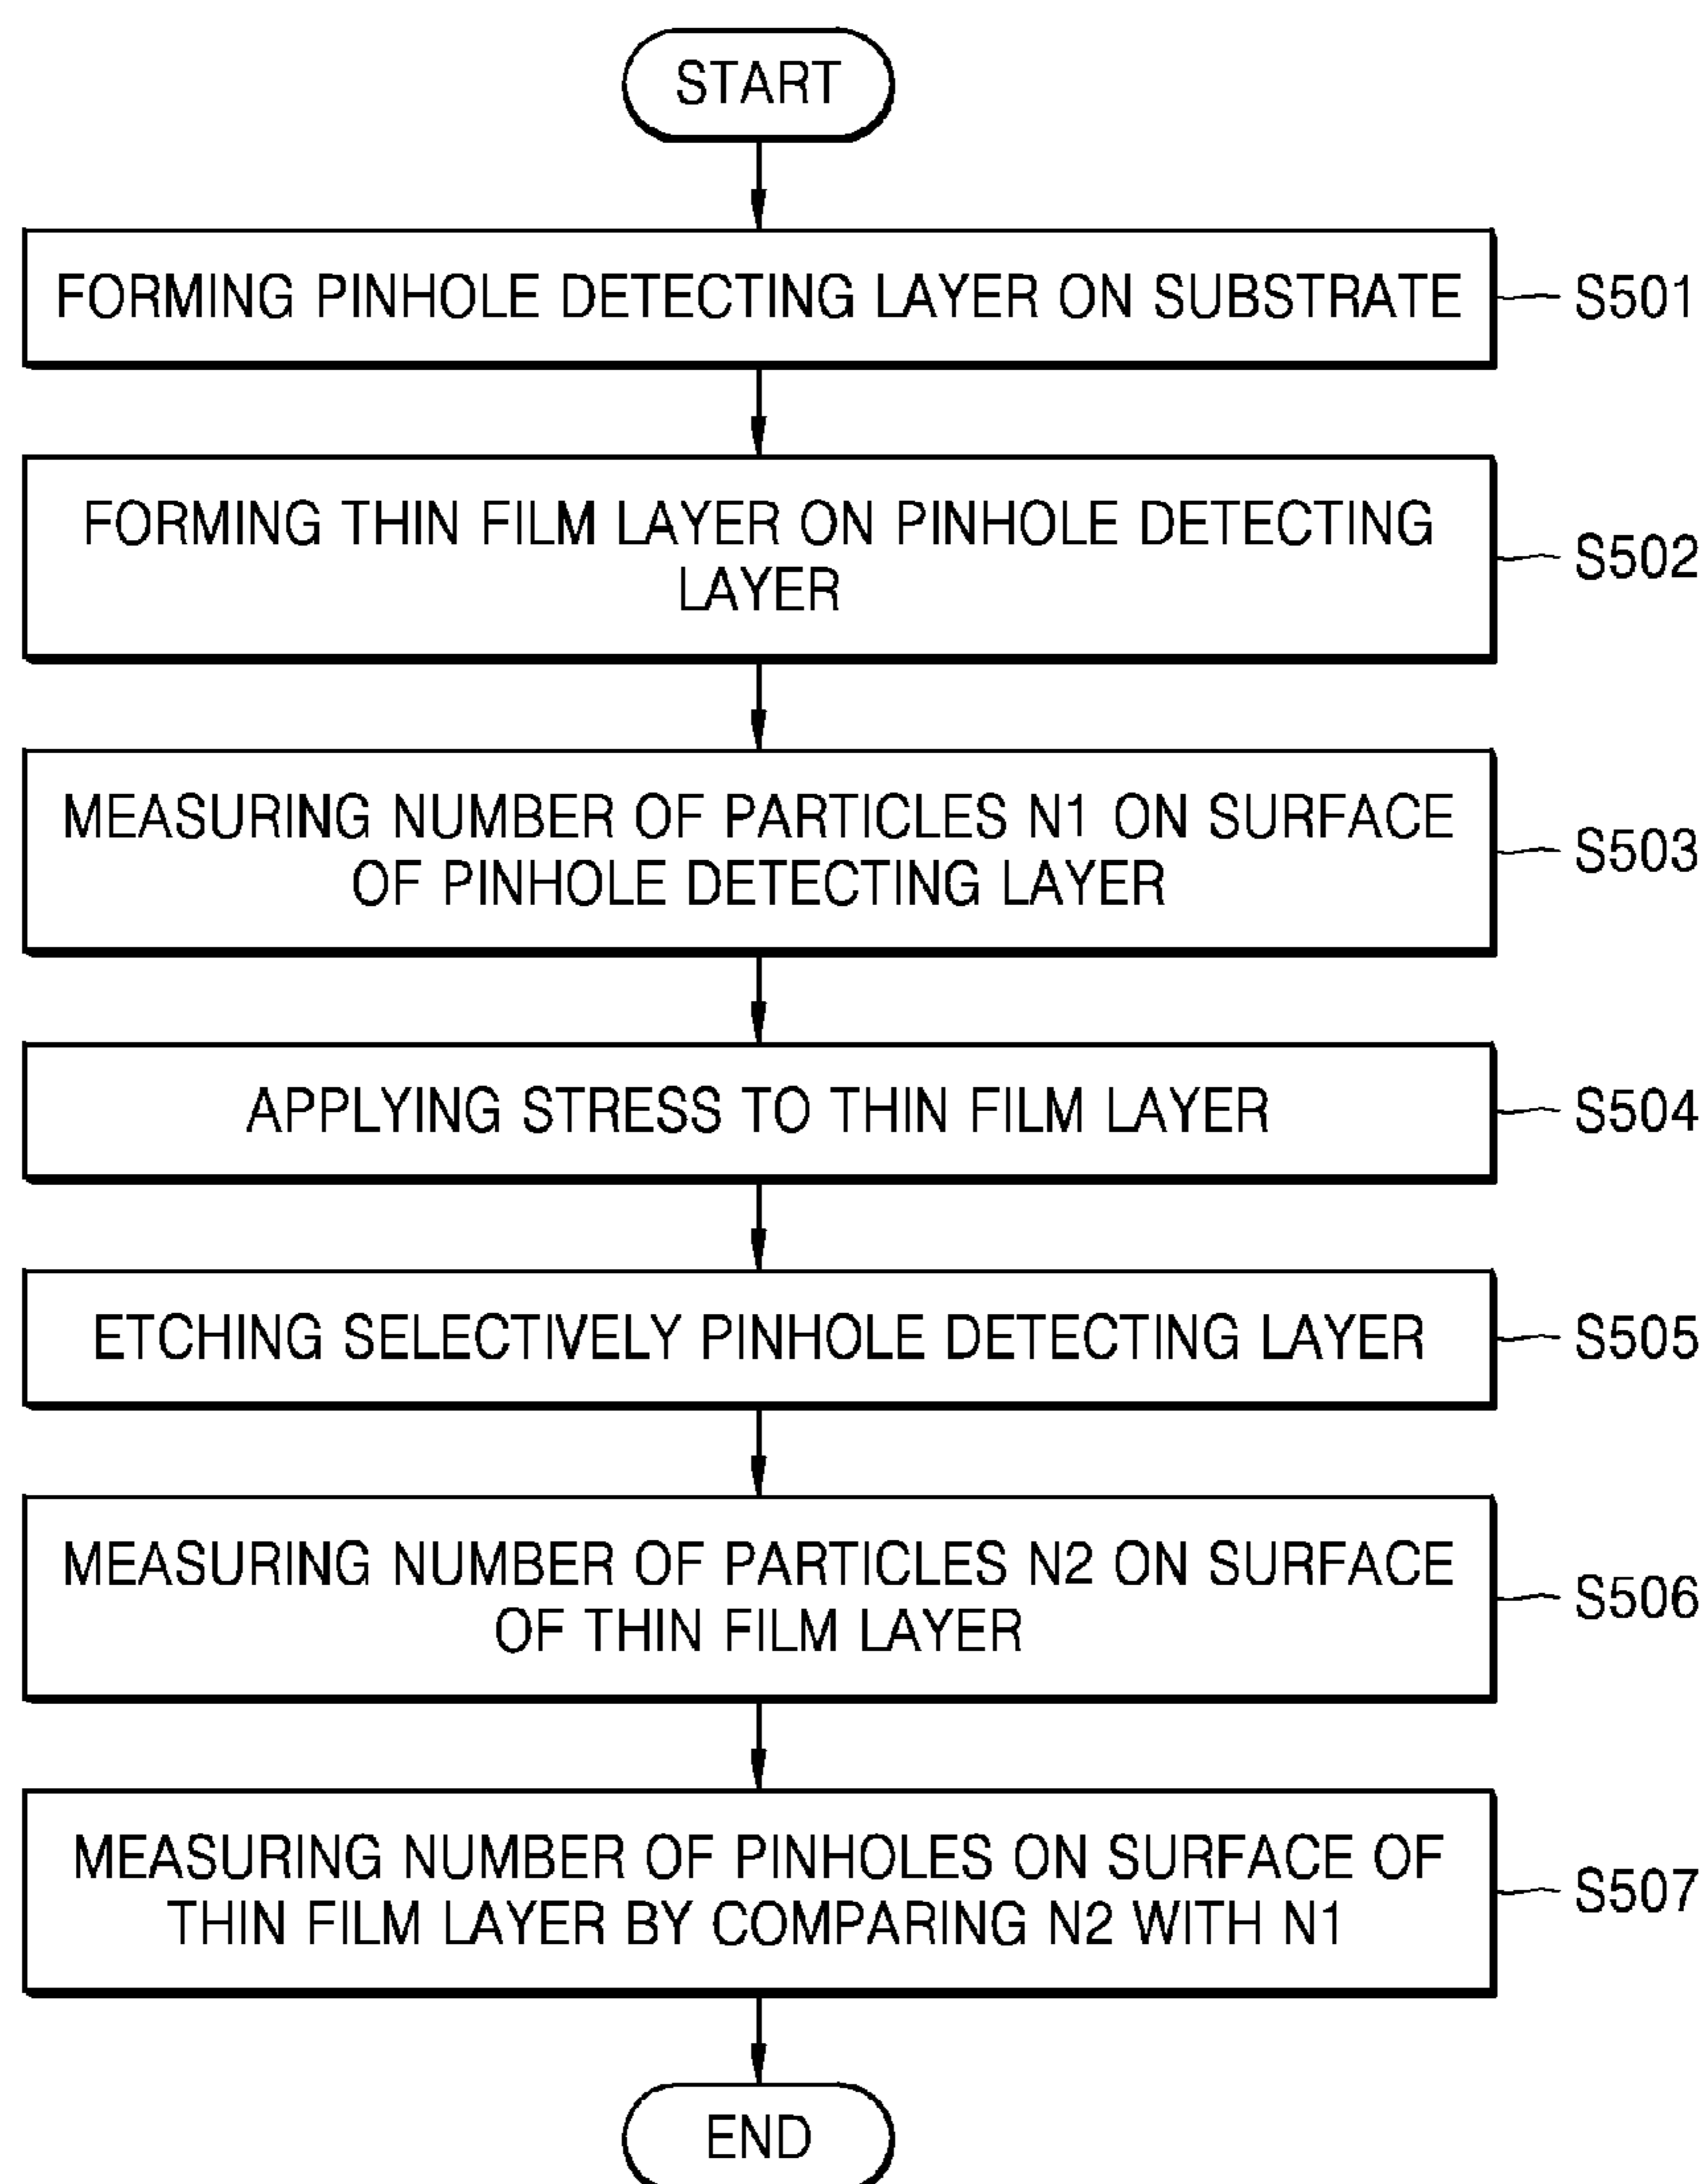 START
FORMING PINHOLE DETECTING LAYER ON SUBSTRATE
S501
FORMING THIN FILM LAYER ON PINHOLE DETECTING
LAYER
S502
MEASURING NUMBER OF PARTICLES N1 ON SURFACE
OF PINHOLE DETECTING LAYER
S503
APPLYING STRESS TO THIN FILM LAYER
S504
ETCHING SELECTIVELY PINHOLE DETECTING LAYER
S505
MEASURING NUMBER OF PARTICLES N2 ON SURFACE
OF THIN FILM LAYER
S506
MEASURING NUMBER OF PINHOLES ON SURFACE OF
THIN FILM LAYER BY COMPARING N2 WITH N1
S507
END